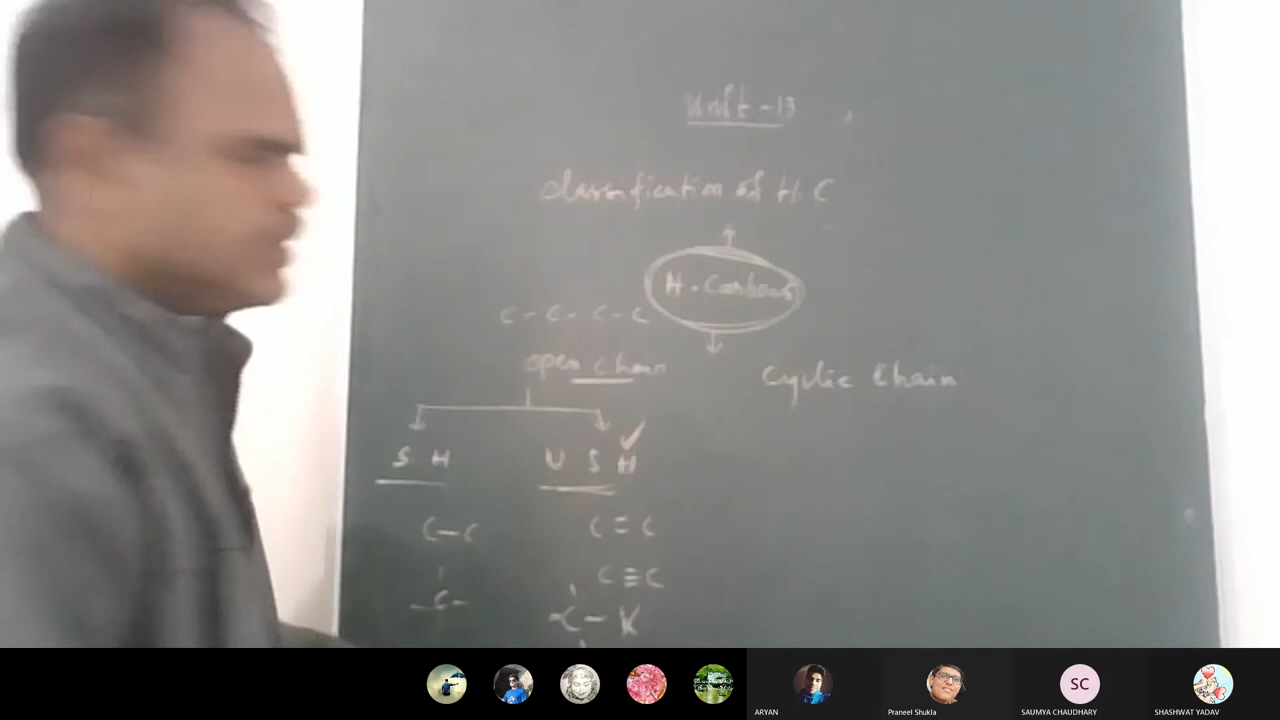 Unit-13
classification of H.C
H.Carbons
C-C-C-C
open chain
cyclic chain
S H
U S H
C-C
C=C
C≡C
-C-
-C-
SC
ARYAN
Praneel Shukla
SAUMYA CHAUDHARY
SHASHWAT YADAV